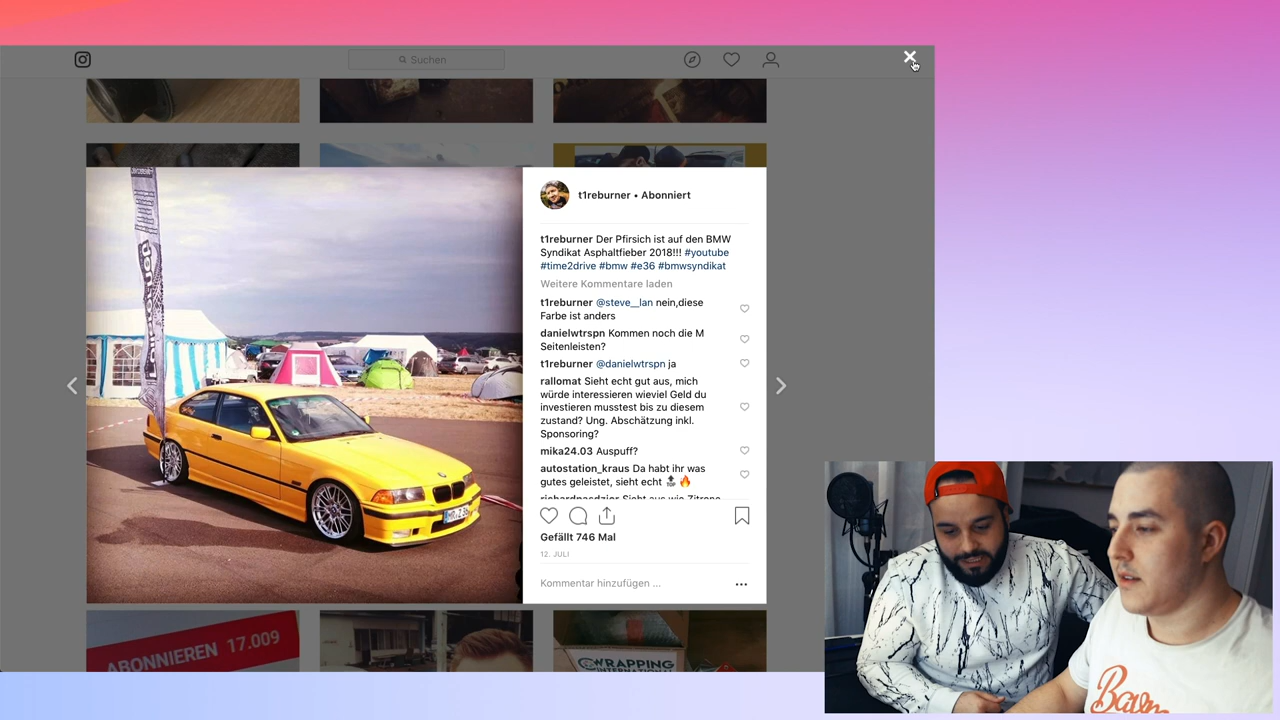 Suchen
t1reburner • Abonniert
t1reburner Der Pfirsich ist auf den BMW
Syndikat Asphaltfieber 2018!!! #youtube
#time2drive #bmw #e36 #bmwsyndikat
Weitere Kommentare laden
t1reburner @steve__lan nein,diese
Farbe ist anders
danielwtrspn Kommen noch die M
Seitenleisten?
t1reburner @danielwtrspn ja
rallomat Sieht echt gut aus, mich
würde interessieren wieviel Geld du
investieren musstest bis zu diesem
zustand? Ung. Abschätzung inkl.
Sponsoring?
mika24.03 Auspuff?
autostation_kraus Da habt ihr was
gutes geleistet, sieht echt 🔝 🔥
Gefällt 746 Mal
12. JULI
Kommentar hinzufügen ...
ABONNIEREN 17.009
WRAPPING
INTERNATIONAL